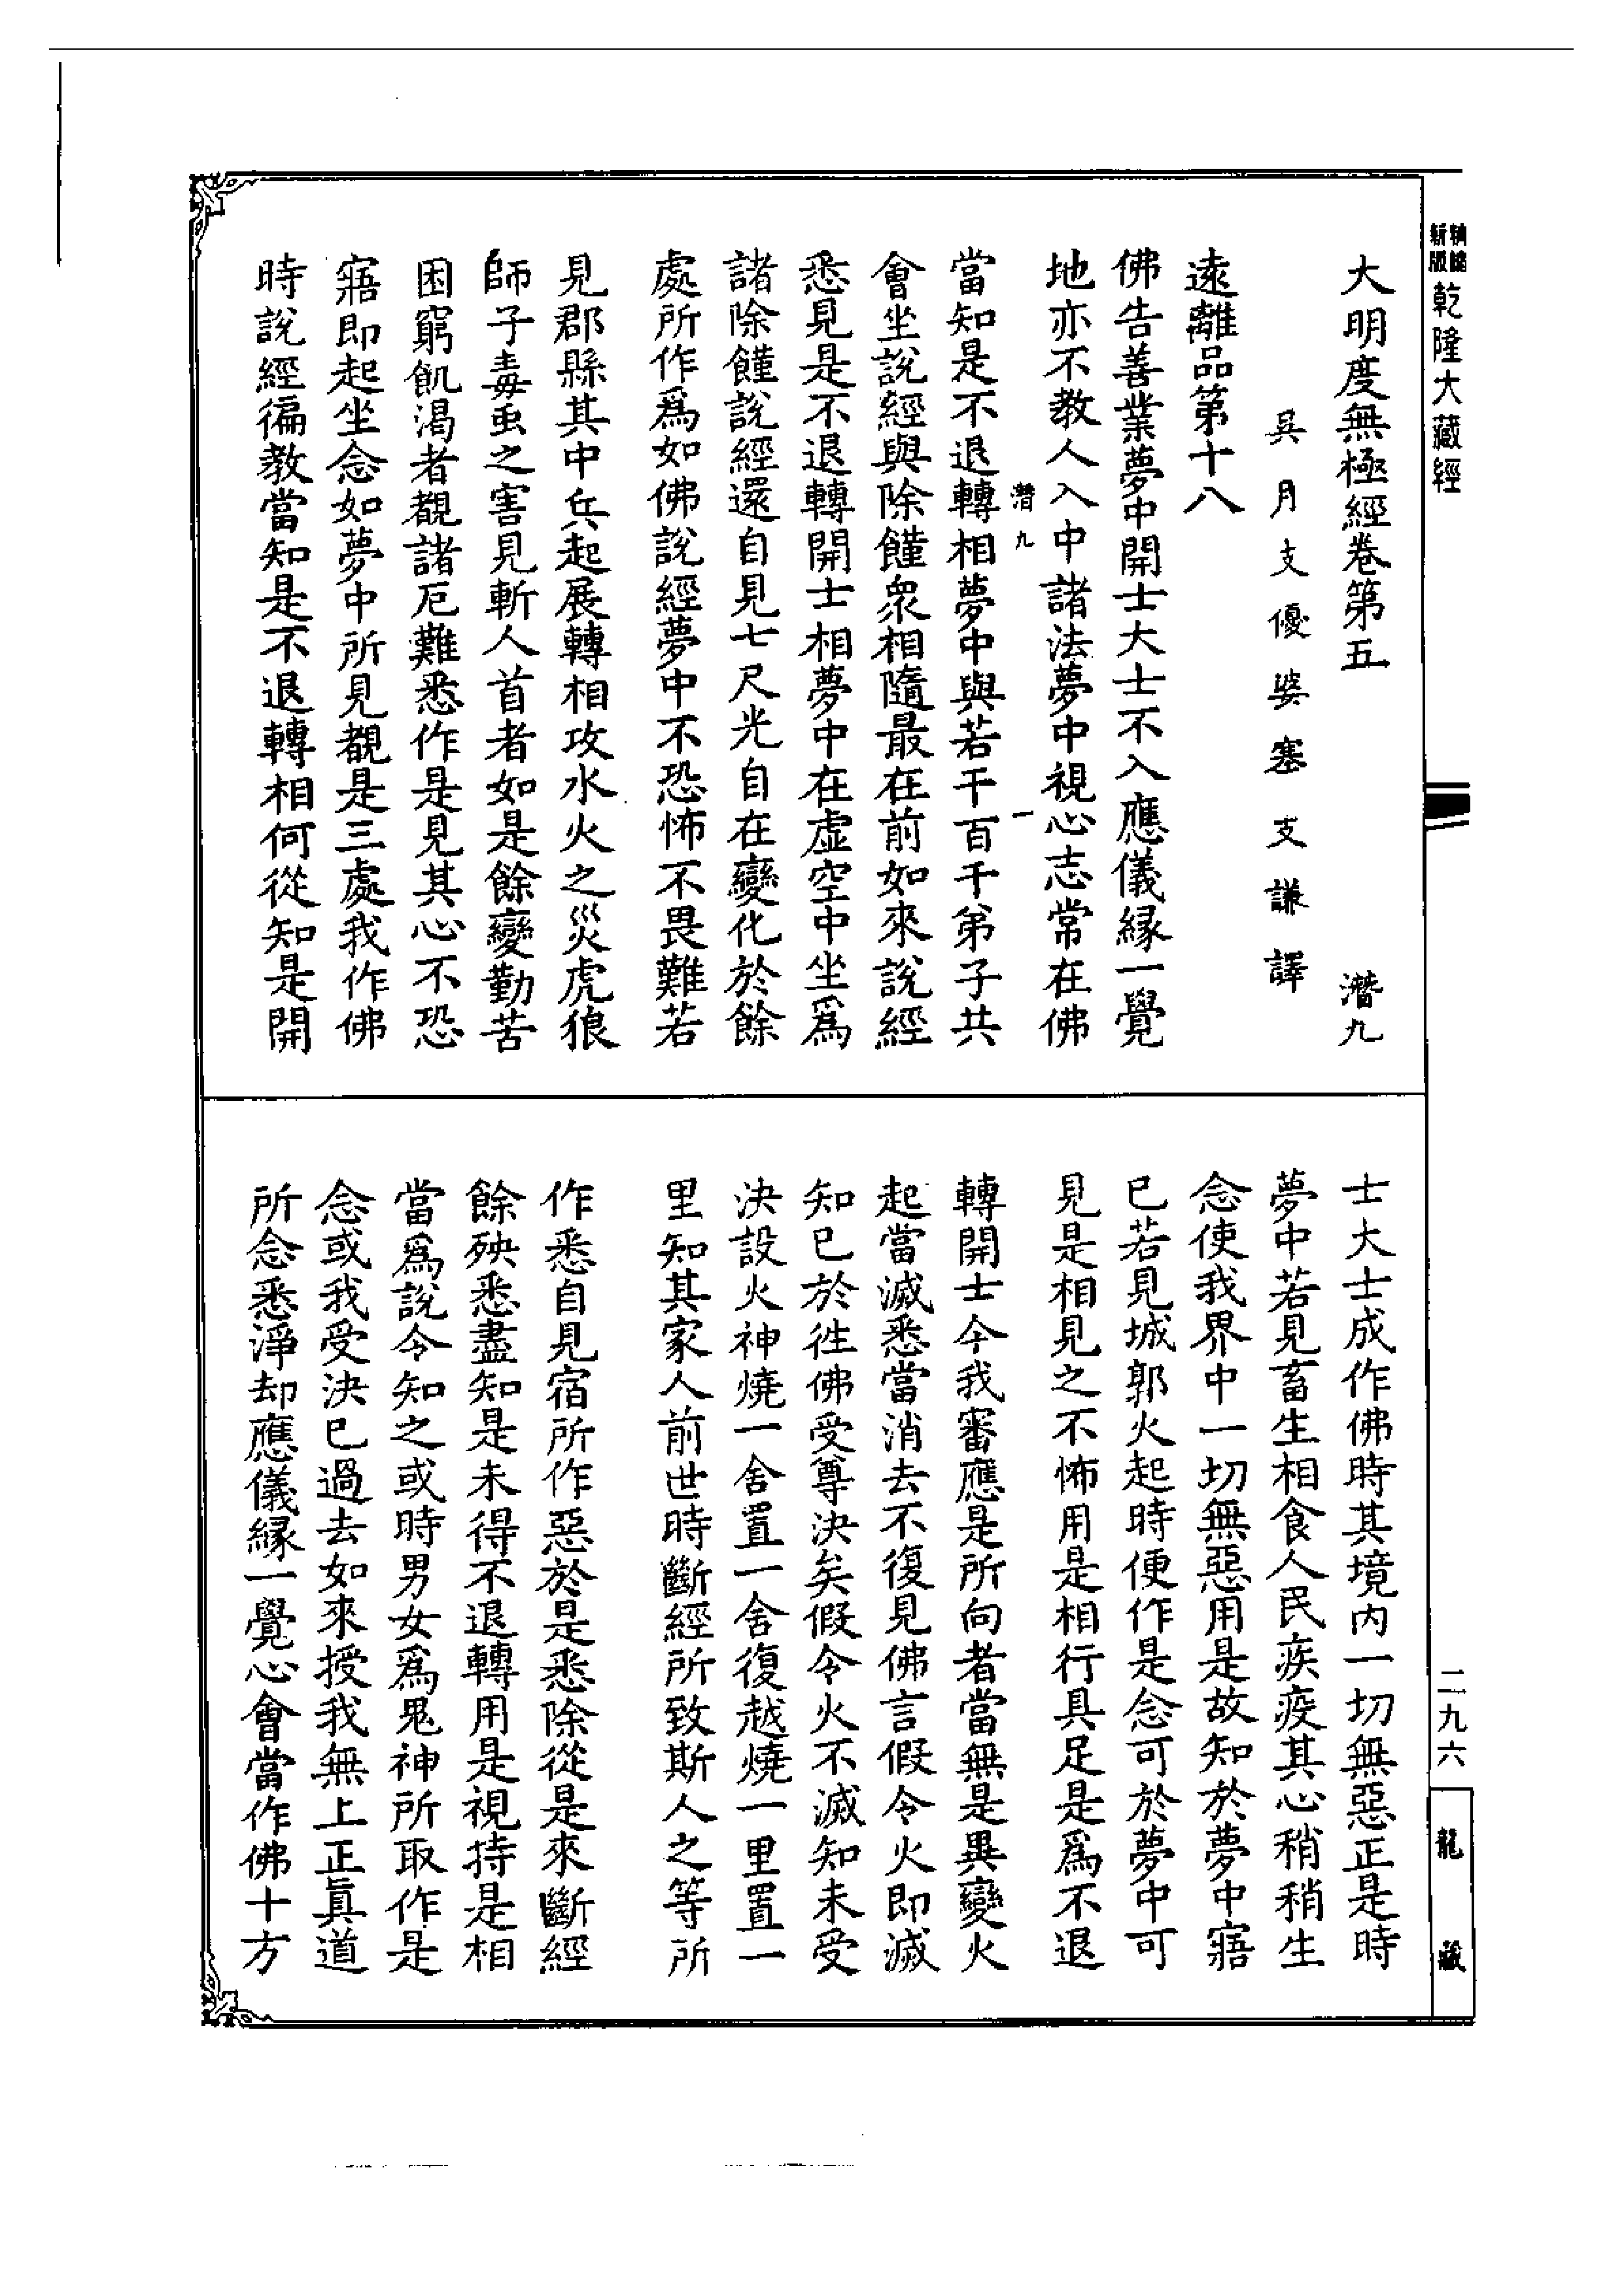 精縮新版乾隆大藏經
大明度無極經卷第五 潛九
吳月支優婆塞支謙譯
遠離品第十八
佛告善業夢中開士大士不入應儀緣一覺
地亦不教人入中諸法夢中視心志常在佛
潛九 一
當知是不退轉相夢中與若干百千弟子共
會坐說經與除饉衆相隨最在前如來說經
悉見是不退轉開士相夢中在虛空中坐爲
諸除饉說經還自見七尺光自在變化於餘
處所作爲如佛說經夢中不恐怖不畏難若
見郡縣其中兵起展轉相攻水火之災虎狼
師子毒虫之害見斬人首者如是餘變勤苦
困窮飢渴者覩諸厄難悉作是見其心不恐
寤即起坐念如夢中所見覩是三處我作佛
時說經徧教當知是不退轉相何從知是開
士大士成作佛時其境內一切無惡正是時
夢中若見畜生相食人民疾疫其心稍稍生
念使我界中一切無惡用是故知於夢中寤
已若見城郭火起時便作是念可於夢中可
見是相見之不怖用是相行具足是爲不退
轉開士今我審應是所向者當無是異變火
起當滅悉當消去不復見佛言假令火即滅
知已於徃佛受尊決矣假令火不滅知未受
決設火神燒一舍置一舍復越燒一里置一
里知其家人前世時斷經所致斯人之等所
作悉自見宿所作惡於是悉除從是來斷經
餘殃悉盡知是未得不退轉用是視持是相
當爲說今知之或時男女爲鬼神所取作是
念或我受決已過去如來授我無上正眞道
所念悉淨却應儀緣一覺心會當作佛十方
二九六
龍藏